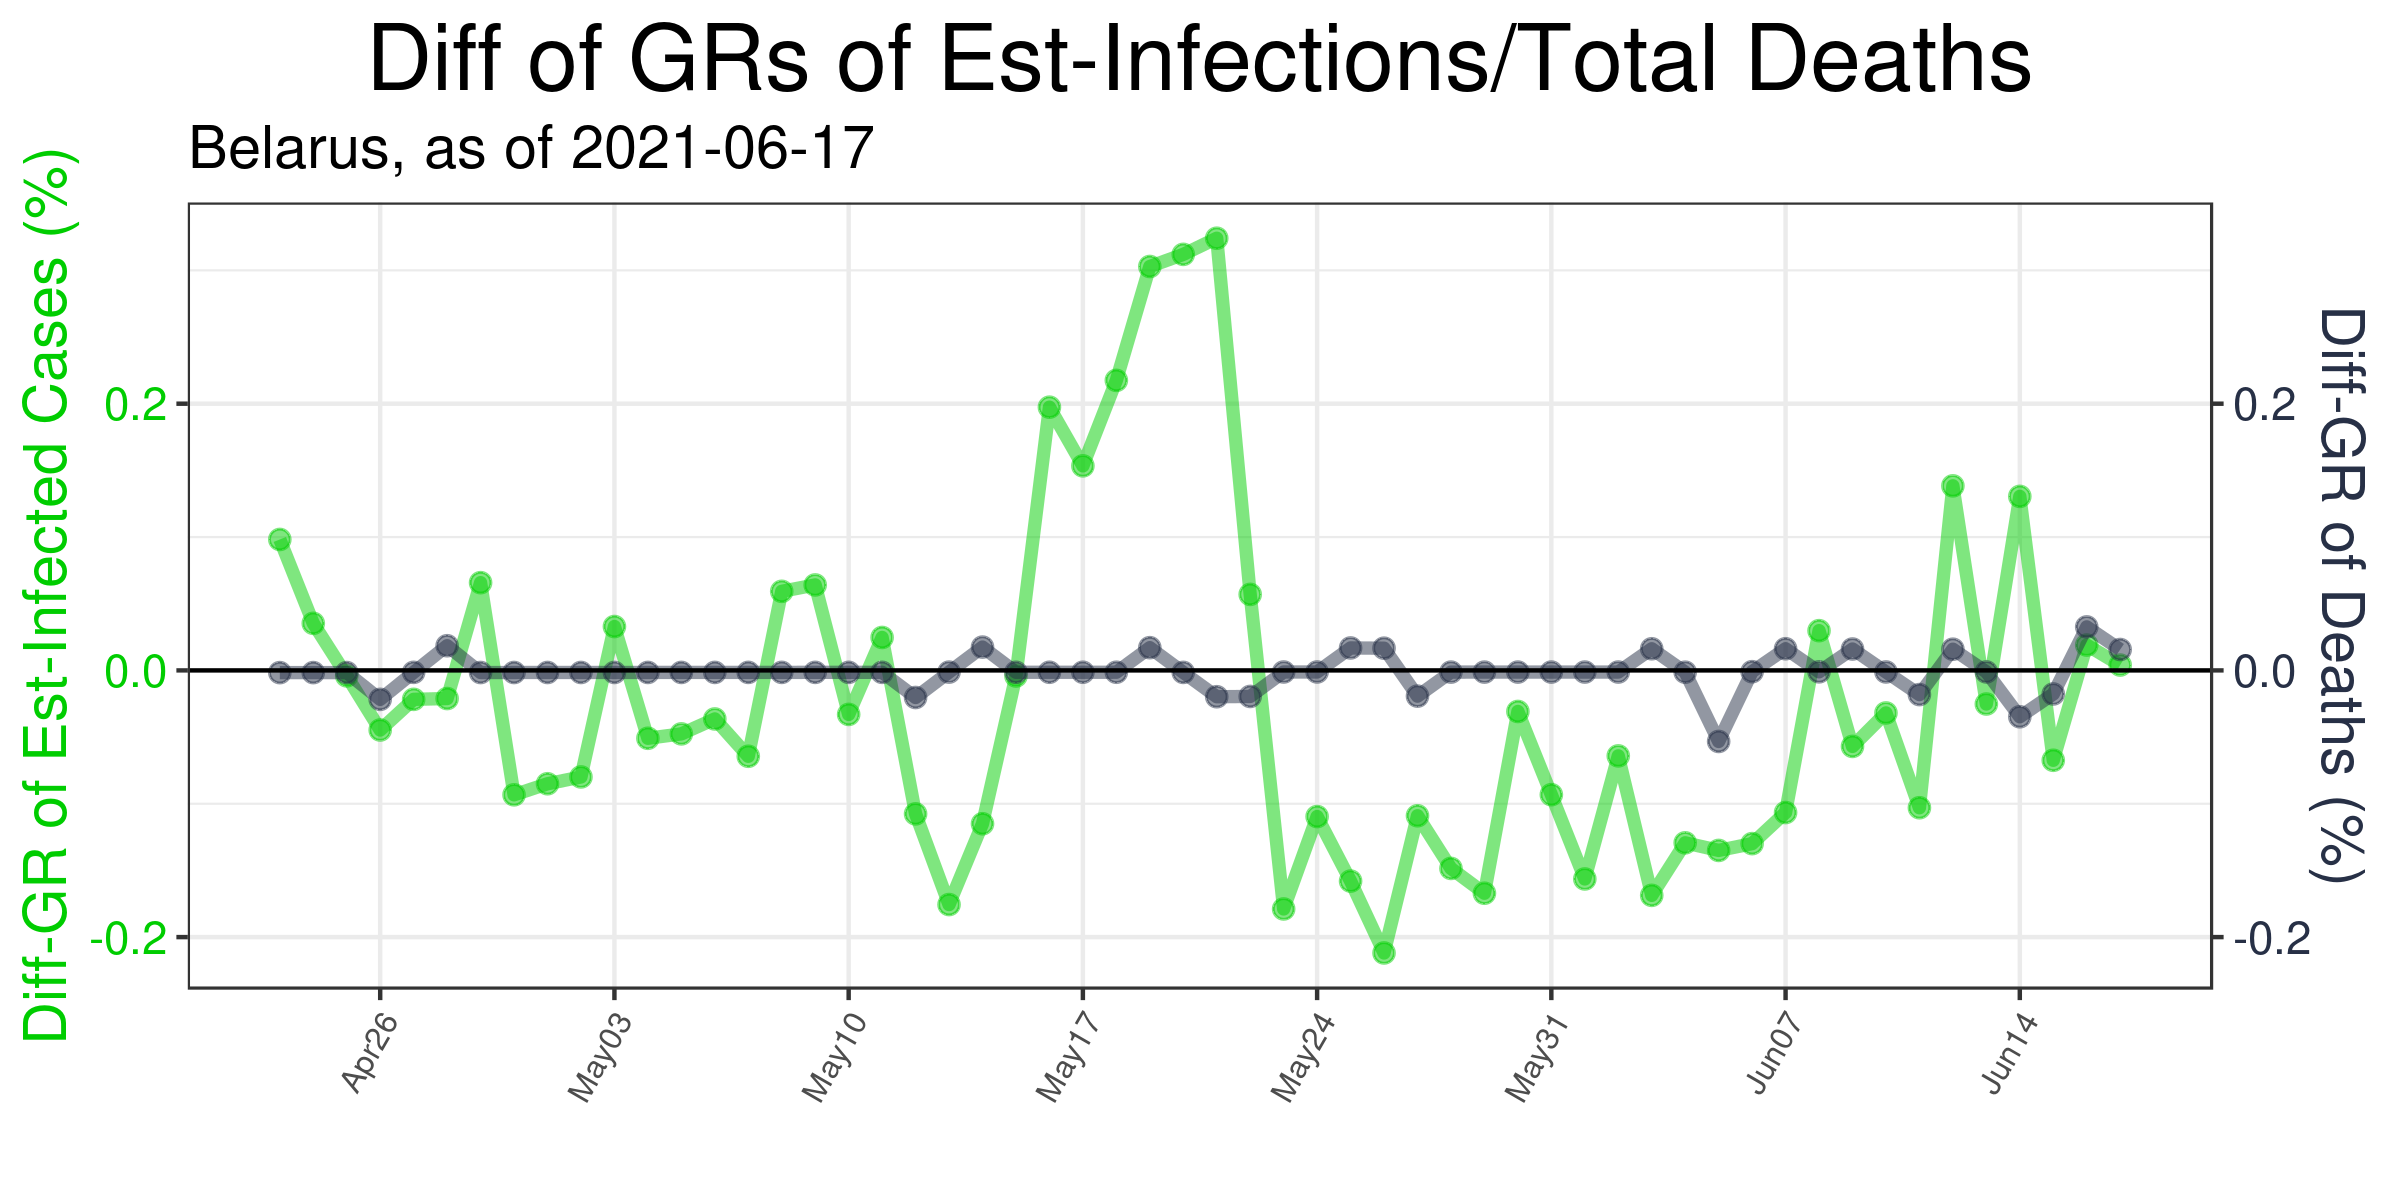 Diff of GRs of Est-Infections/Total Deaths
Belarus, as of 2021-06-17
Diff-GR of Est-Infected Cases (%)
0.2
0.0
-0.2
0.2
0.0
-0.2
Diff-GR of Deaths (%)
Apr26
May03
May10
May17
May24
May31
Jun07
Jun14